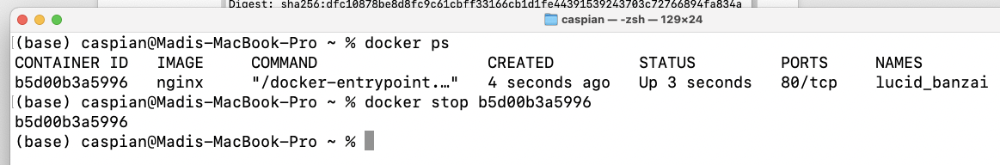 Digest: sha256:dfc10878be8d8fc9c61cbff33166cb1d1fe44391539243703c72766894fa834a
caspian — -zsh — 129×24
(base) caspian@Madis-MacBook-Pro ~ % docker ps
CONTAINER ID   IMAGE     COMMAND                  CREATED         STATUS         PORTS     NAMES
b5d00b3a5996   nginx     "/docker-entrypoint.…"   4 seconds ago   Up 3 seconds   80/tcp    lucid_banzai
(base) caspian@Madis-MacBook-Pro ~ % docker stop b5d00b3a5996
b5d00b3a5996
(base) caspian@Madis-MacBook-Pro ~ %